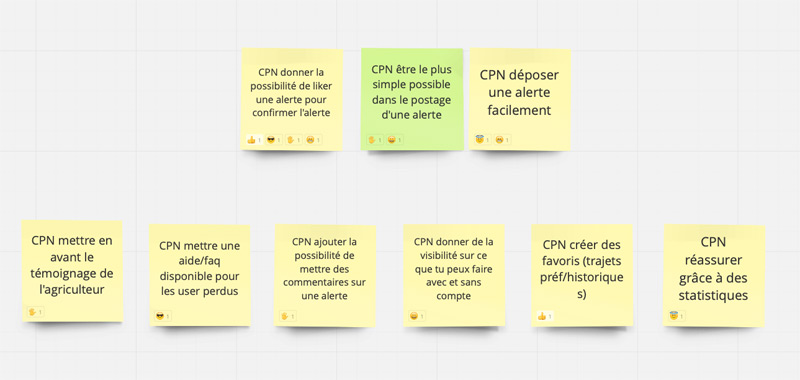 CPN donner la
possibilité de liker
une alerte pour
confirmer l'alerte
1 1 1 1
CPN être le plus
simple possible
dans le postage
d'une alerte
1 1
CPN déposer
une alerte
facilement
1 1
CPN mettre en
avant le
témoignage de
l'agriculteur
1
CPN mettre une
aide/faq
disponible pour
les user perdus
1
CPN ajouter la
possibilité de
mettre des
commentaires sur
une alerte
1
CPN donner de la
visibilité sur ce
que tu peux faire
avec et sans
compte
1
CPN créer des
favoris (trajets
préf/historique
s)
1
CPN
réassurer
grâce à des
statistiques
1